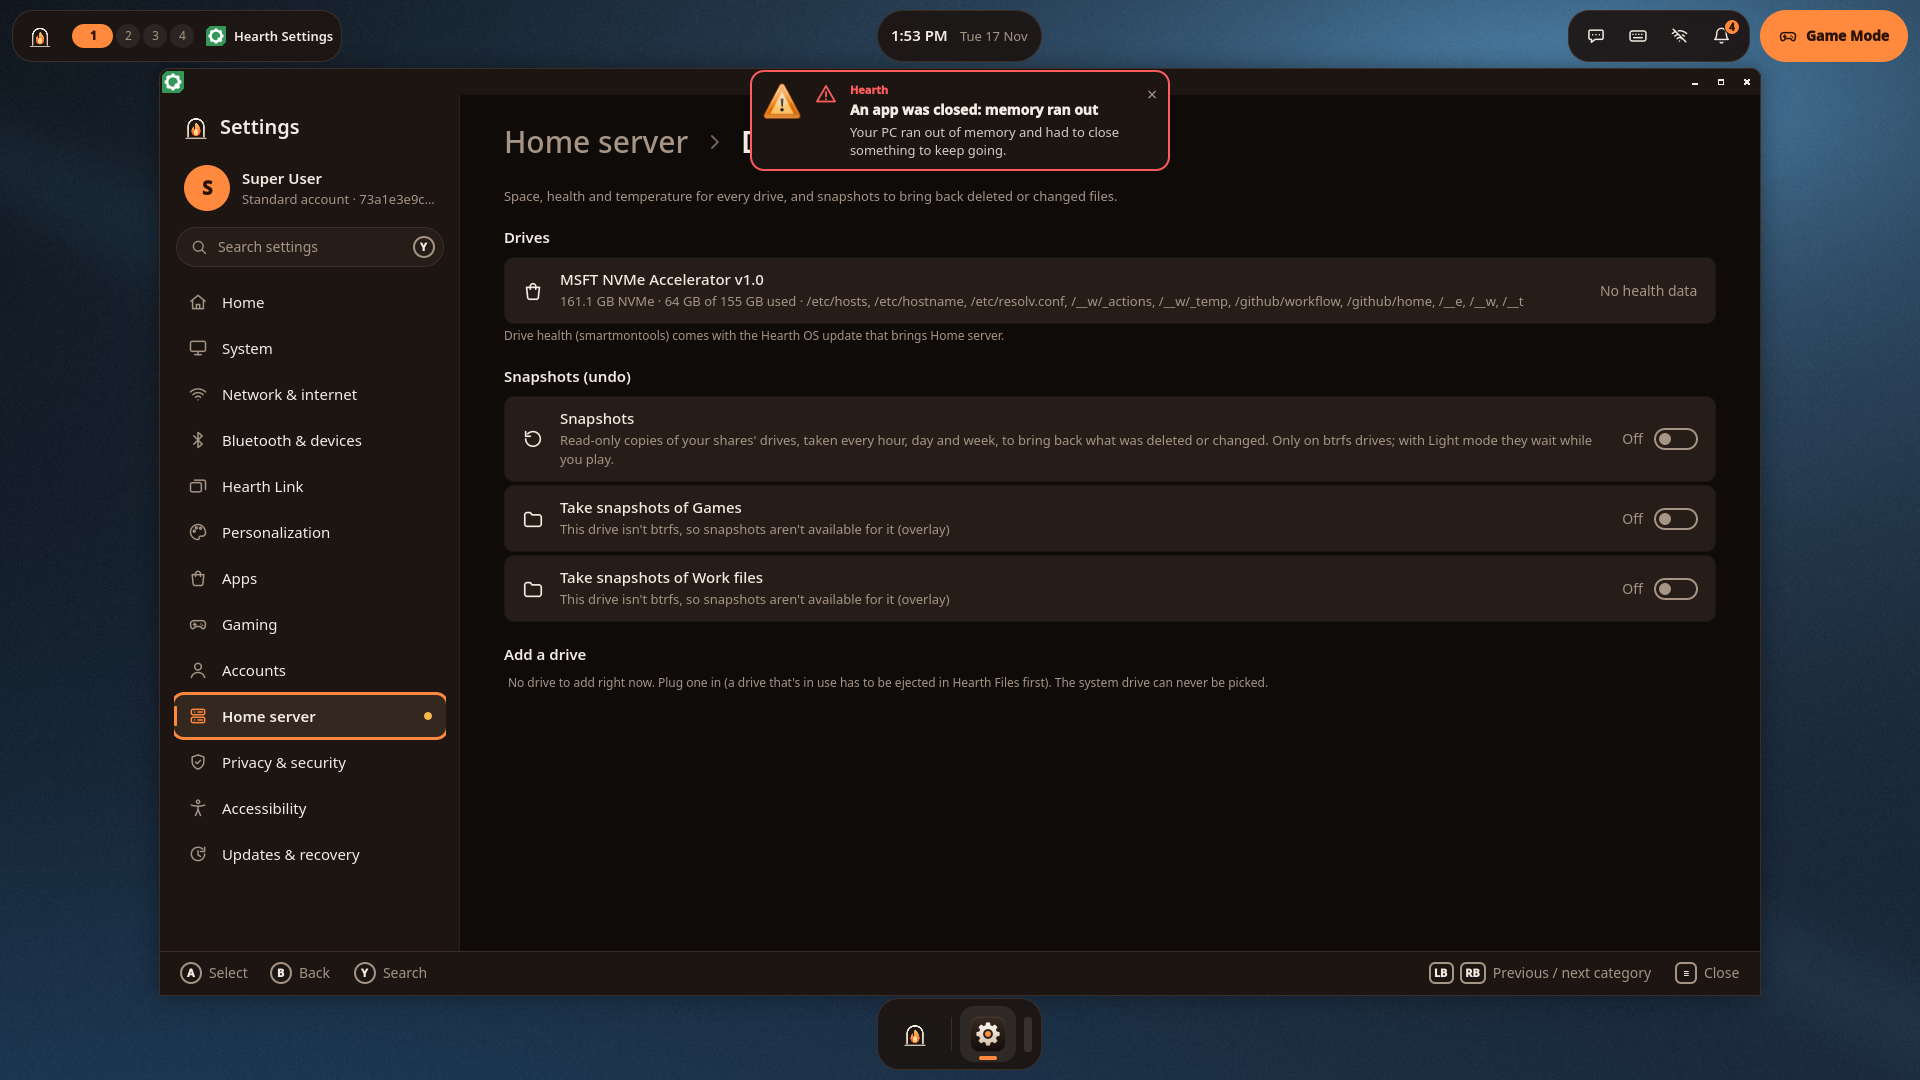 1 2 3 4 Hearth Settings
1:53 PM Tue 17 Nov
4
Game Mode
Hearth
An app was closed: memory ran out
Your PC ran out of memory and had to close
something to keep going.
Settings
S
Super User
Standard account · 73a1e3e9c...
Search settings Y
Home
System
Network & internet
Bluetooth & devices
Hearth Link
Personalization
Apps
Gaming
Accounts
Home server
Privacy & security
Accessibility
Updates & recovery
Home server
Space, health and temperature for every drive, and snapshots to bring back deleted or changed files.
Drives
MSFT NVMe Accelerator v1.0
161.1 GB NVMe · 64 GB of 155 GB used · /etc/hosts, /etc/hostname, /etc/resolv.conf, /__w/_actions, /__w/_temp, /github/workflow, /github/home, /__e, /__w, /__t
No health data
Drive health (smartmontools) comes with the Hearth OS update that brings Home server.
Snapshots (undo)
Snapshots
Read-only copies of your shares' drives, taken every hour, day and week, to bring back what was deleted or changed. Only on btrfs drives; with Light mode they wait while
you play.
Off
Take snapshots of Games
This drive isn't btrfs, so snapshots aren't available for it (overlay)
Off
Take snapshots of Work files
This drive isn't btrfs, so snapshots aren't available for it (overlay)
Off
Add a drive
No drive to add right now. Plug one in (a drive that's in use has to be ejected in Hearth Files first). The system drive can never be picked.
A Select B Back Y Search
LB RB Previous / next category Close